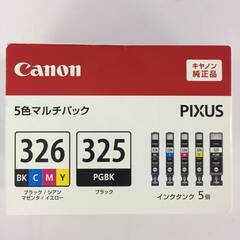 Canon
キヤノン
純正品
5色マルチパック
PIXUS
326
325
BK C M Y
PGBK
ブラック/シアン
マゼンタ/イエロー
ブラック
インクタンク 5個